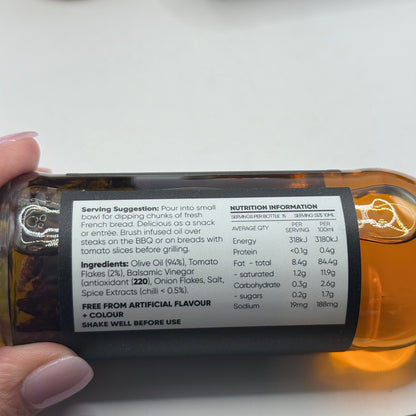 Serving Suggestion: Pour into small
bowl for dipping chunks of fresh
French bread. Delicious as a snack
or entrée. Brush infused oil over
steaks on the BBQ or on breads with
tomato slices before grilling.
Ingredients: Olive Oil (94%), Tomato
Flakes (2%), Balsamic Vinegar
(antioxidant (220), Onion Flakes, Salt,
Spice Extracts (chilli < 0.5%).
FREE FROM ARTIFICIAL FLAVOUR
+ COLOUR
SHAKE WELL BEFORE USE
NUTRITION INFORMATION
SERVINGS PER BOTTLE 15 SERVING SIZE 10ML
AVERAGE QTY PER SERVING PER 100ml
Energy 318kJ 3180kJ
Protein <0.1g 0.4g
Fat - total 8.4g 84.4g
- saturated 1.2g 11.9g
Carbohydrate 0.3g 2.6g
- sugars 0.2g 1.7g
Sodium 19mg 188mg